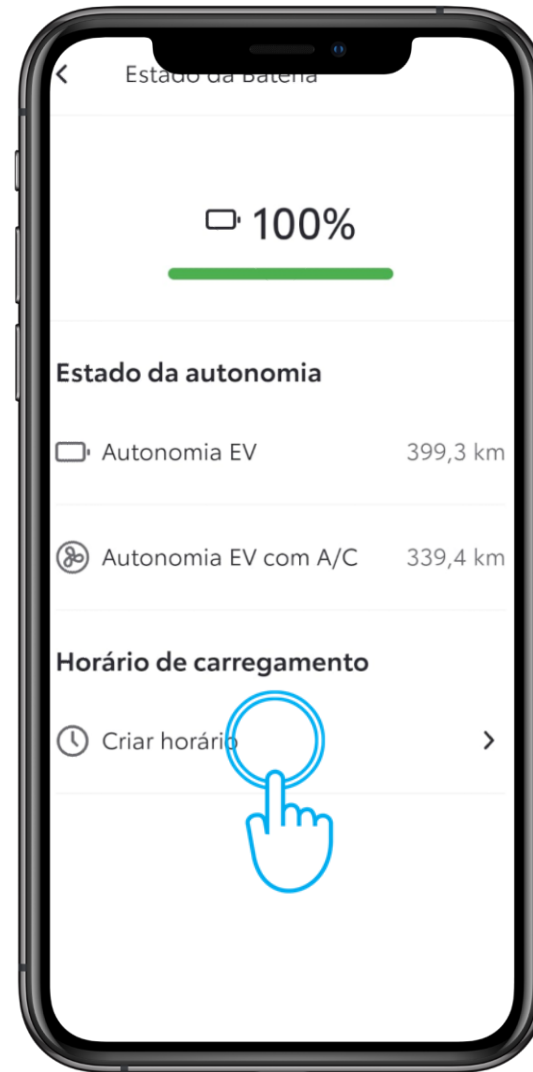 Estado da Bateria
100%
Estado da autonomia
Autonomia EV 399,3 km
Autonomia EV com A/C 339,4 km
Horário de carregamento
Criar horário